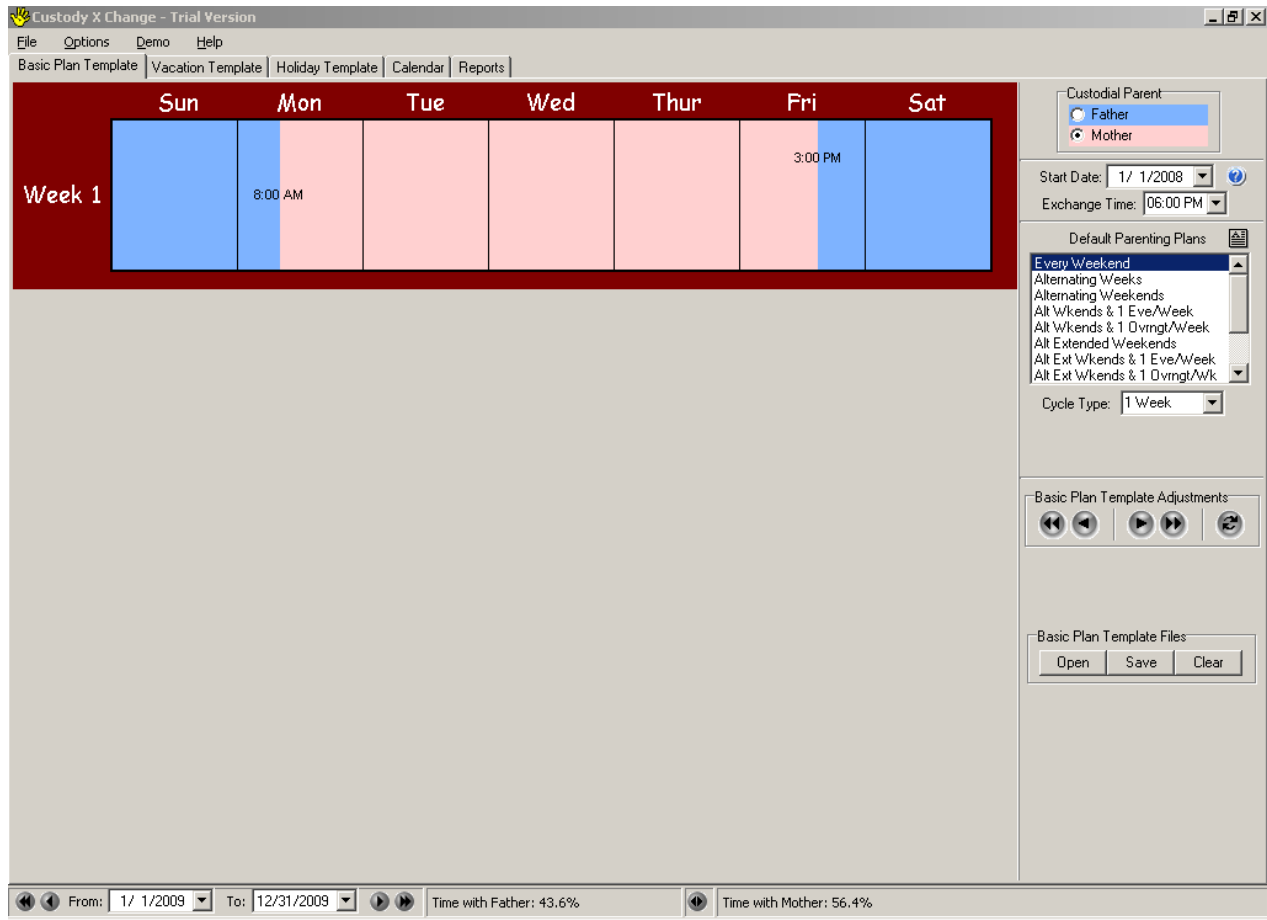 Custody X Change - Trial Version
File Options Demo Help
Basic Plan Template Vacation Template Holiday Template Calendar Reports
Sun Mon Tue Wed Thur Fri Sat
Week 1
8:00 AM
3:00 PM
Custodial Parent
Father
Mother
Start Date: 1/ 1/2008
Exchange Time: 06:00 PM
Default Parenting Plans
Every Weekend
Alternating Weeks
Alternating Weekends
Alt Wkends & 1 Eve/Week
Alt Wkends & 1 Ovrngt/Week
Alt Extended Weekends
Alt Ext Wkends & 1 Eve/Week
Alt Ext Wkends & 1 Ovrngt/Wk
Cycle Type: 1 Week
Basic Plan Template Adjustments
Basic Plan Template Files
Open Save Clear
From: 1/ 1/2009 To: 12/31/2009 Time with Father: 43.6% Time with Mother: 56.4%